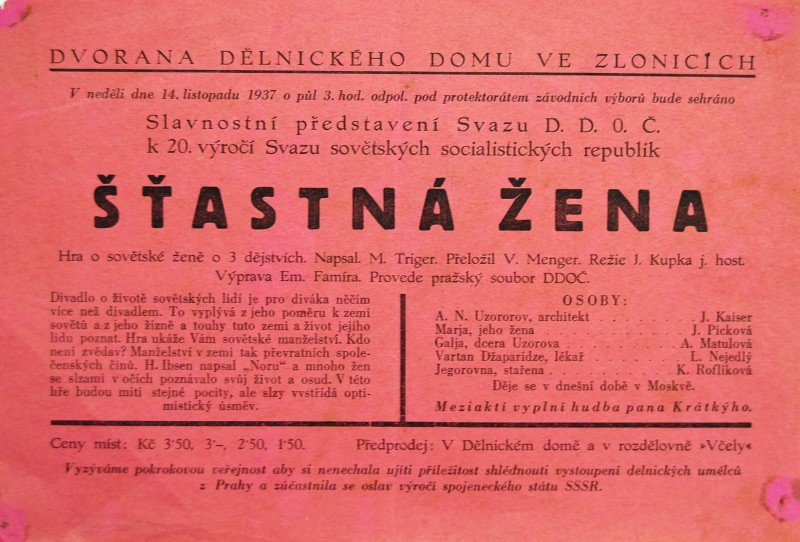 DVORANA DĚLNICKÉHO DOMU VE ZLONICÍCH
V neděli dne 14. listopadu 1937 o půl 3. hod. odpol. pod protektorátem závodních výborů bude sehráno
Slavnostní představení Svazu D. D. O. Č.
k 20. výročí Svazu sovětských socialistických republik
ŠŤASTNÁ ŽENA
Hra o sovětské ženě o 3 dějstvích. Napsal. M. Triger. Přeložil V. Menger. Režie J. Kupka j. host.
Výprava Em. Famíra. Provede pražský soubor DDOČ.
Divadlo o životě sovětských lidí je pro diváka něčím
více než divadlem. To vyplývá z jeho poměru k zemi
sovětů a z jeho žízně a touhy tuto zemi a život jejího
lidu poznat. Hra ukáže Vám sovětské manželství. Kdo
není zvědav? Manželství v zemi tak převratních spole-
čenských činů. H. Ibsen napsal „Noru" a mnoho žen
se slzami v očích poznávalo svůj život a osud. V této
hře budou míti stejné pocity, ale slzy vystřídá opti-
mistický úsměv.
OSOBY:
A. N. Uzororov, architekt . . . . . J. Kaiser
Marja, jeho žena . . . . . J. Picková
Galja, dcera Uzorova . . . . . A. Matulová
Vartan Džaparidze, lékař . . . . . L. Nejedlý
Jegorovna, stařena . . . . . K. Roflíková
Děje se v dnešní době v Moskvě.
Meziaktí vyplní hudba pana Krátkýho.
Ceny míst: Kč 3·50, 3·–, 2·50, 1·50. Předprodej: V Dělnickém domě a v rozdělovně »Včely«
Vyzýváme pokrokovou veřejnost aby si nenechala ujíti příležitost shlédnouti vystoupení delnických umělců
z Prahy a zúčastnila se oslav výročí spojeneckého státu SSSR.